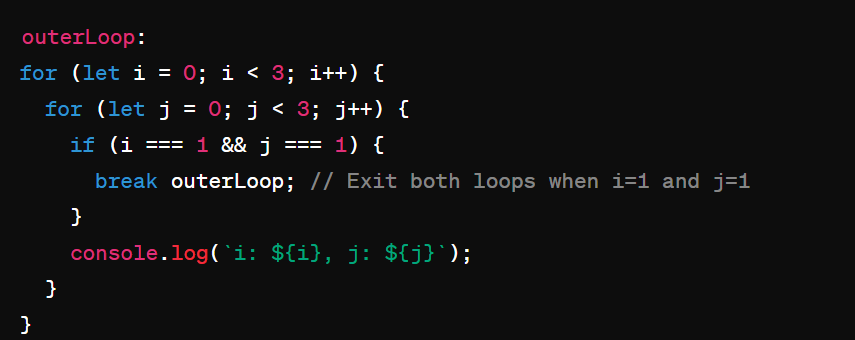 outerLoop:
for (let i = 0; i < 3; i++) {
  for (let j = 0; j < 3; j++) {
    if (i === 1 && j === 1) {
      break outerLoop; // Exit both loops when i=1 and j=1
    }
    console.log(`i: ${i}, j: ${j}`);
  }
}